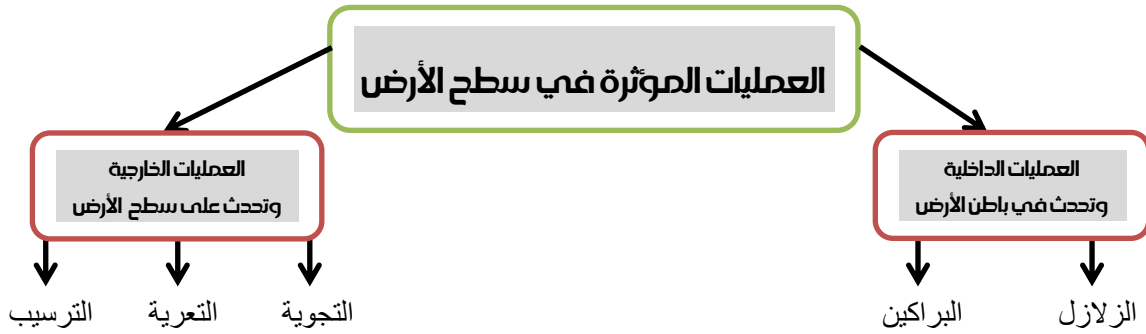 العمليات المؤثرة في سطح الأرض
العمليات الداخلية
وتحدث في باطن الأرض
العمليات الخارجية
وتحدث على سطح الأرض
الزلازل
البراكين
التجوية
التعرية
الترسيب